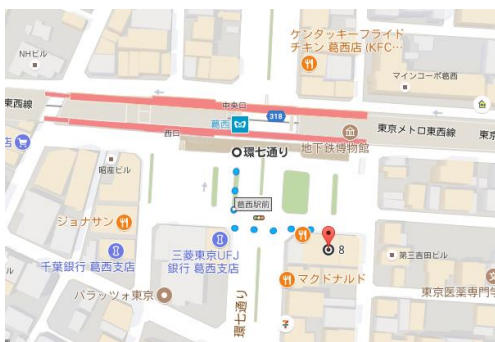 ケンタッキーフライド
チキン 葛西店 (KFC…
NHビル
マインコーポ葛西
中央口
318
東西線
葛西
西口
東京メトロ東西線
東京
地下鉄博物館
環七通り
店
昭産ビル
葛西駅前
ジョナサン
千葉銀行 葛西支店
三菱東京UFJ
銀行 葛西支店
8
第三吉田ビル
マクドナルド
ル
パラッツォ東京
環七通り
東京医薬専門学